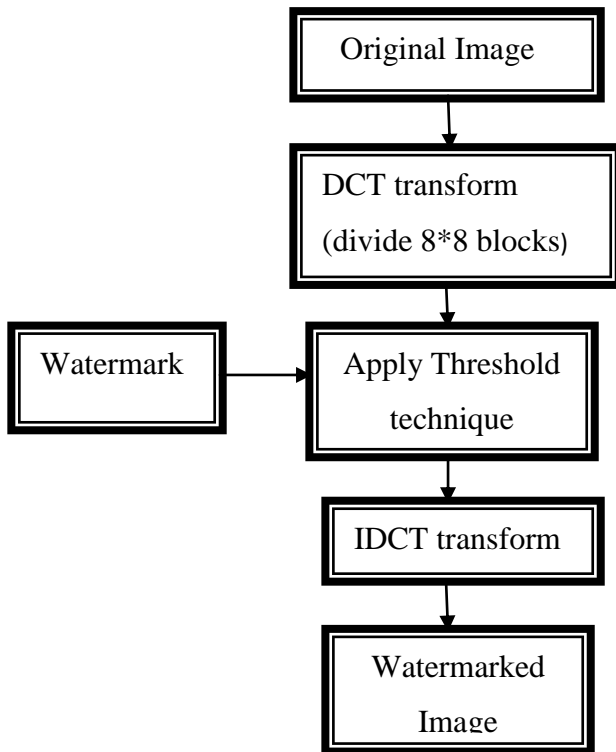 Original Image
DCT transform
(divide 8*8 blocks)
Watermark
Apply Threshold
technique
IDCT transform
Watermarked
Image